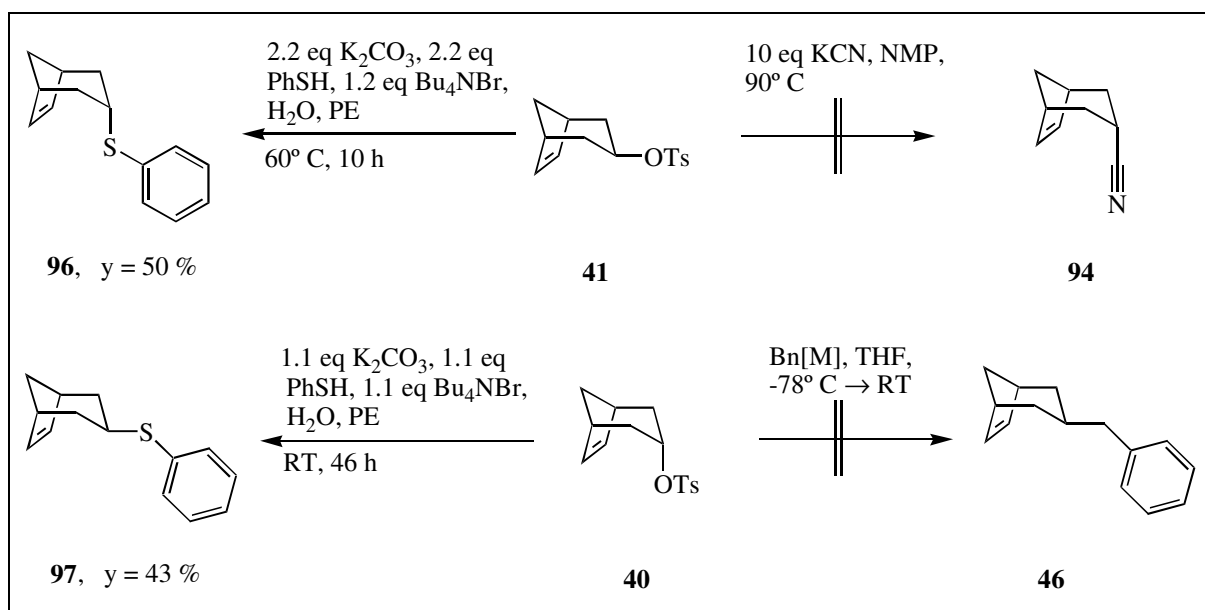 2.2 eq K2CO3, 2.2 eq
PhSH, 1.2 eq Bu4NBr,
H2O, PE
60º C, 10 h
10 eq KCN, NMP,
90º C
S
OTs
N
96, y = 50 %
41
94
1.1 eq K2CO3, 1.1 eq
PhSH, 1.1 eq Bu4NBr,
H2O, PE
RT, 46 h
Bn[M], THF,
-78º C → RT
S
OTs
97, y = 43 %
40
46